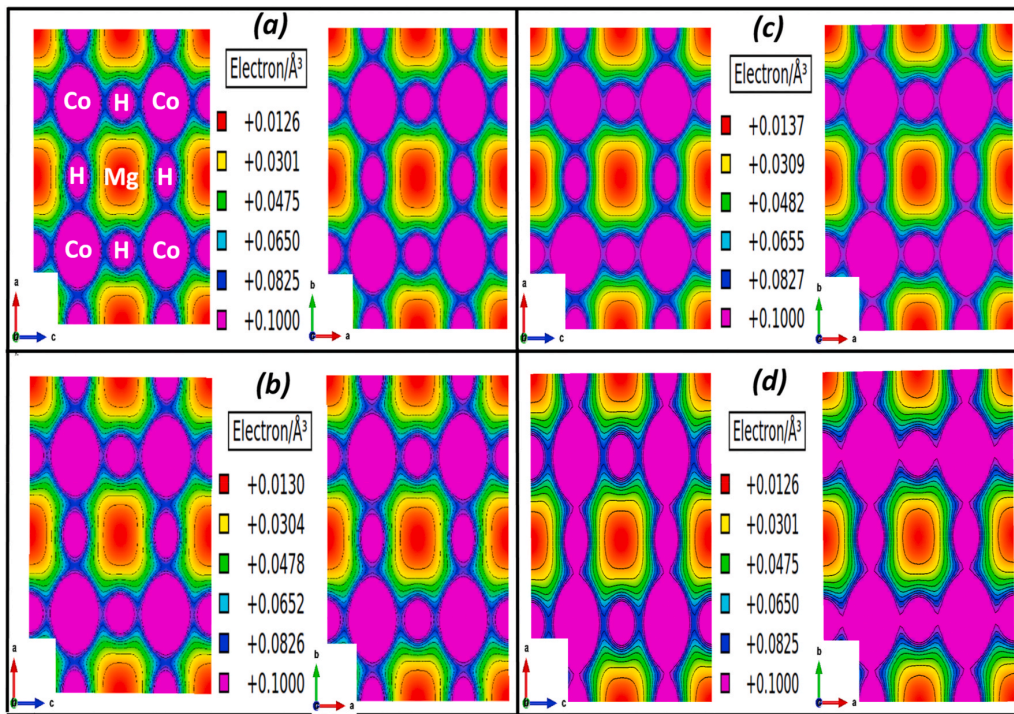 (a)
Electron/Å³
+0.0126
+0.0301
+0.0475
+0.0650
+0.0825
+0.1000
Co H Co
H Mg H
Co H Co
a
c
b
a
(c)
Electron/Å³
+0.0137
+0.0309
+0.0482
+0.0655
+0.0827
+0.1000
a
c
b
a
(b)
Electron/Å³
+0.0130
+0.0304
+0.0478
+0.0652
+0.0826
+0.1000
a
c
b
a
(d)
Electron/Å³
+0.0126
+0.0301
+0.0475
+0.0650
+0.0825
+0.1000
a
c
b
a